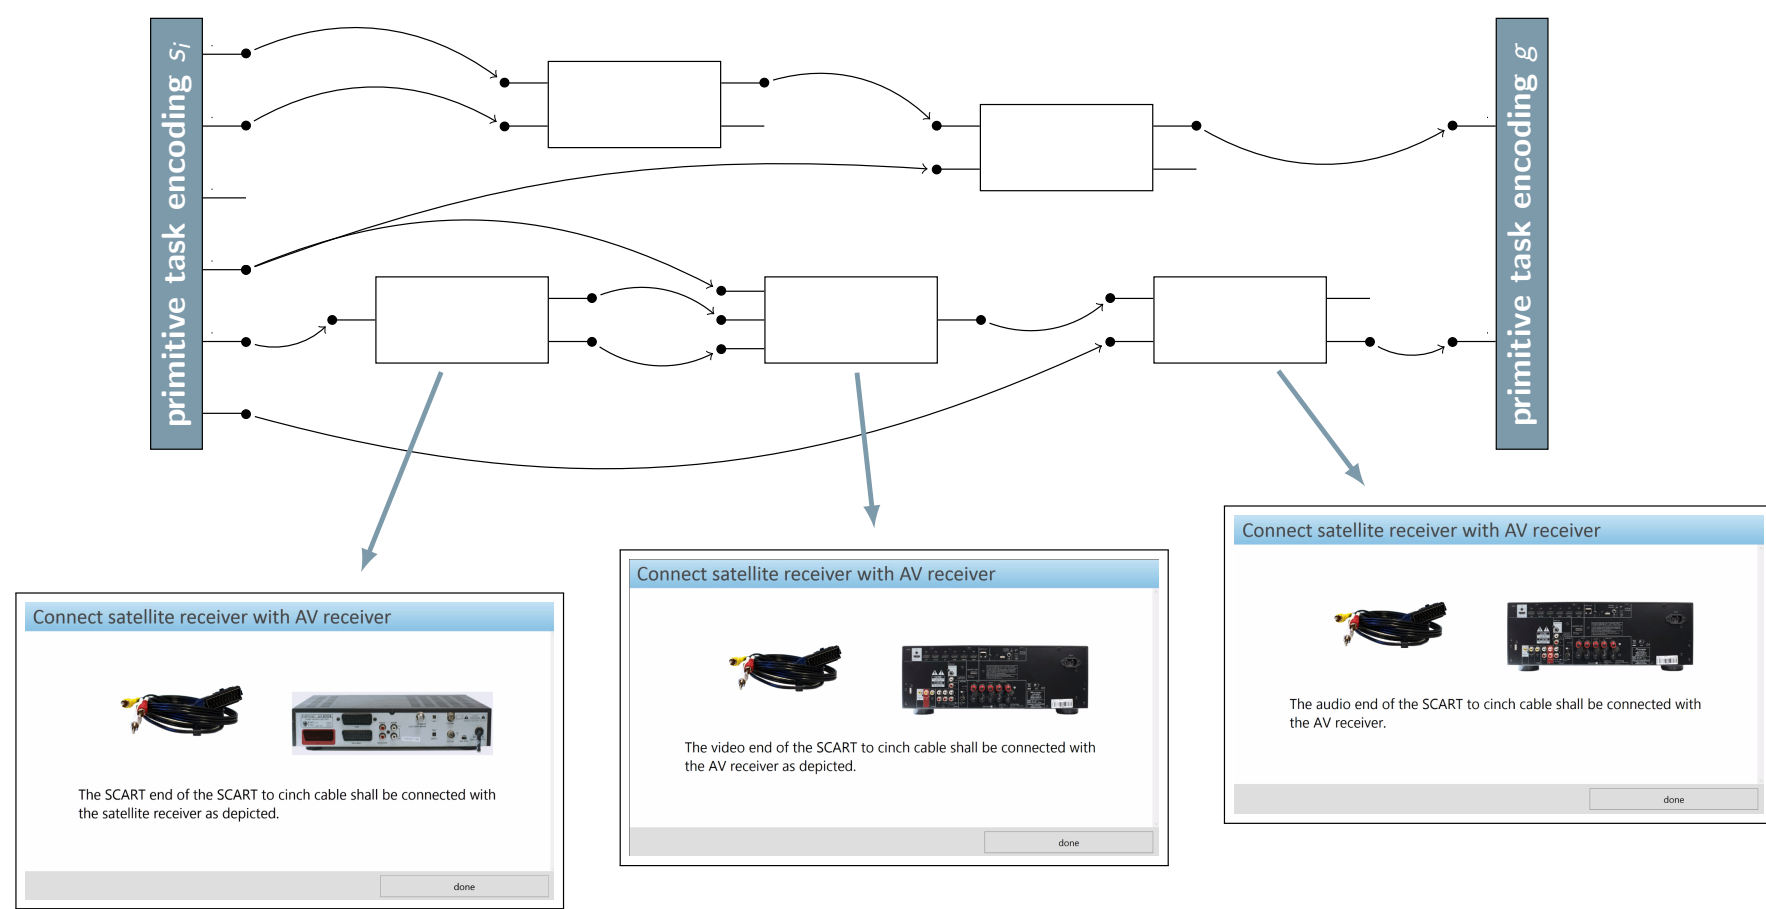 primitive task encoding sᵢ
primitive task encoding g
Connect satellite receiver with AV receiver
The SCART end of the SCART to cinch cable shall be connected with
the satellite receiver as depicted.
done
Connect satellite receiver with AV receiver
The video end of the SCART to cinch cable shall be connected with
the AV receiver as depicted.
done
Connect satellite receiver with AV receiver
The audio end of the SCART to cinch cable shall be connected with
the AV receiver.
done